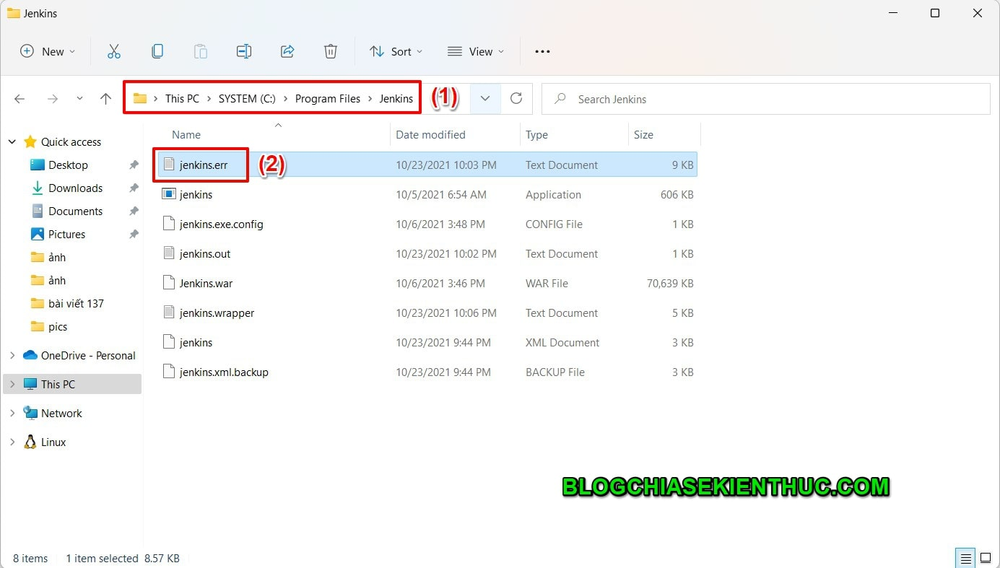 Jenkins
New Sort View
This PC SYSTEM (C:) Program Files Jenkins (1) Search Jenkins
Name Date modified Type Size
Quick access
Desktop
Downloads
Documents
Pictures
ảnh
ảnh
bài viết 137
pics
OneDrive - Personal
This PC
Network
Linux
jenkins.err (2) 10/23/2021 10:03 PM Text Document 9 KB
jenkins 10/5/2021 6:54 AM Application 606 KB
jenkins.exe.config 10/6/2021 3:48 PM CONFIG File 1 KB
jenkins.out 10/23/2021 10:02 PM Text Document 1 KB
Jenkins.war 10/6/2021 3:46 PM WAR File 70,639 KB
jenkins.wrapper 10/23/2021 10:06 PM Text Document 5 KB
jenkins 10/23/2021 9:44 PM XML Document 3 KB
jenkins.xml.backup 10/23/2021 9:44 PM BACKUP File 3 KB
BLOGCHIASEKIENTHUC.COM
8 items 1 item selected 8.57 KB